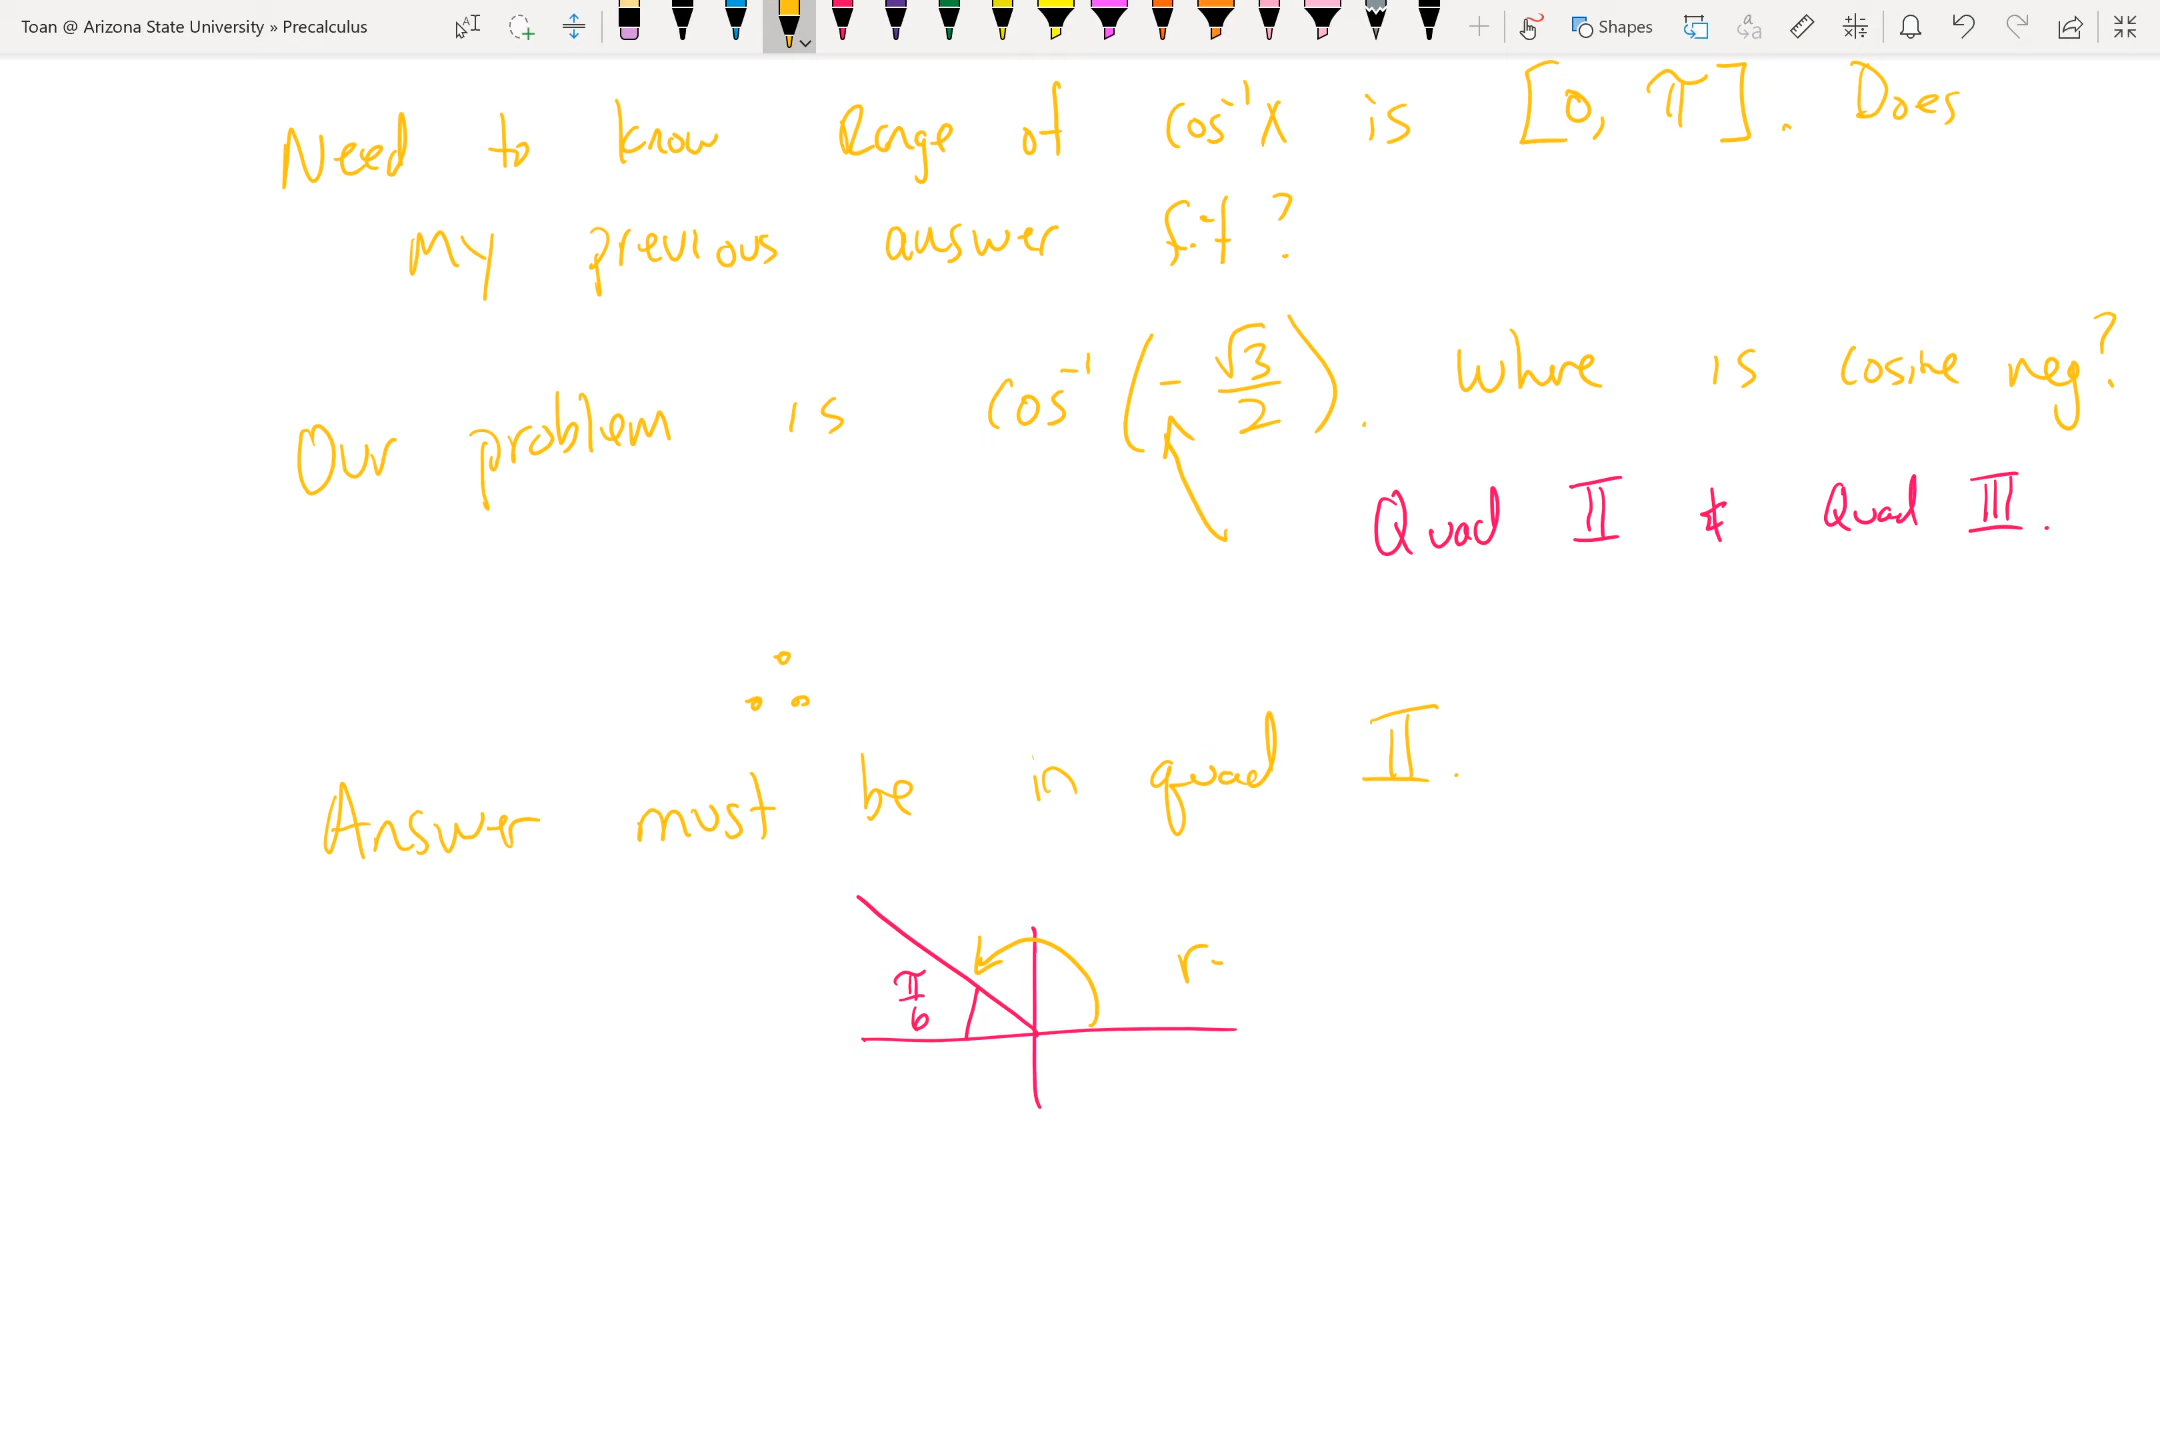 Toan @ Arizona State University » Precalculus
Shapes
Need to know Range of cos⁻¹x is [0, π]. Does
my previous answer fit?
Our problem is cos⁻¹(-√3/2). Where is cosine neg?
Quad II & Quad III.
∴
Answer must be in quad II.
π/6
r-